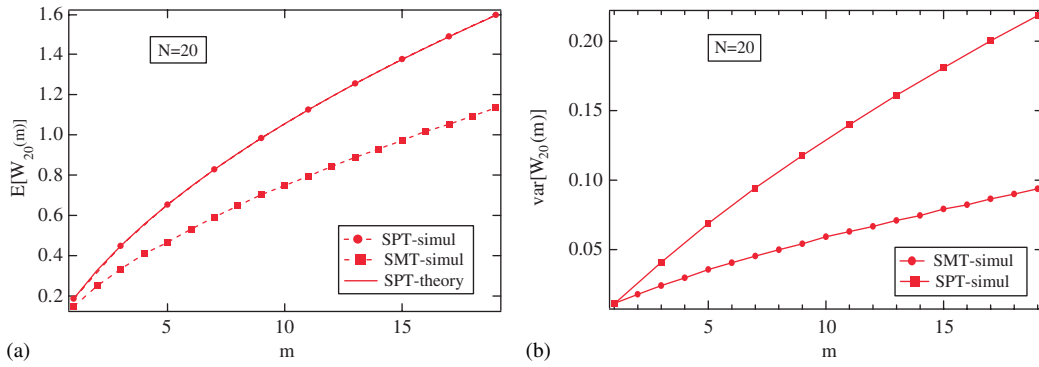 1.6
1.4
1.2
1.0
0.8
0.6
0.4
0.2
E[W20(m)]
N=20
SPT-simul
SMT-simul
SPT-theory
5 10 15
m
(a)
0.20
0.15
0.10
0.05
var[W20(m)]
N=20
SMT-simul
SPT-simul
5 10 15
m
(b)